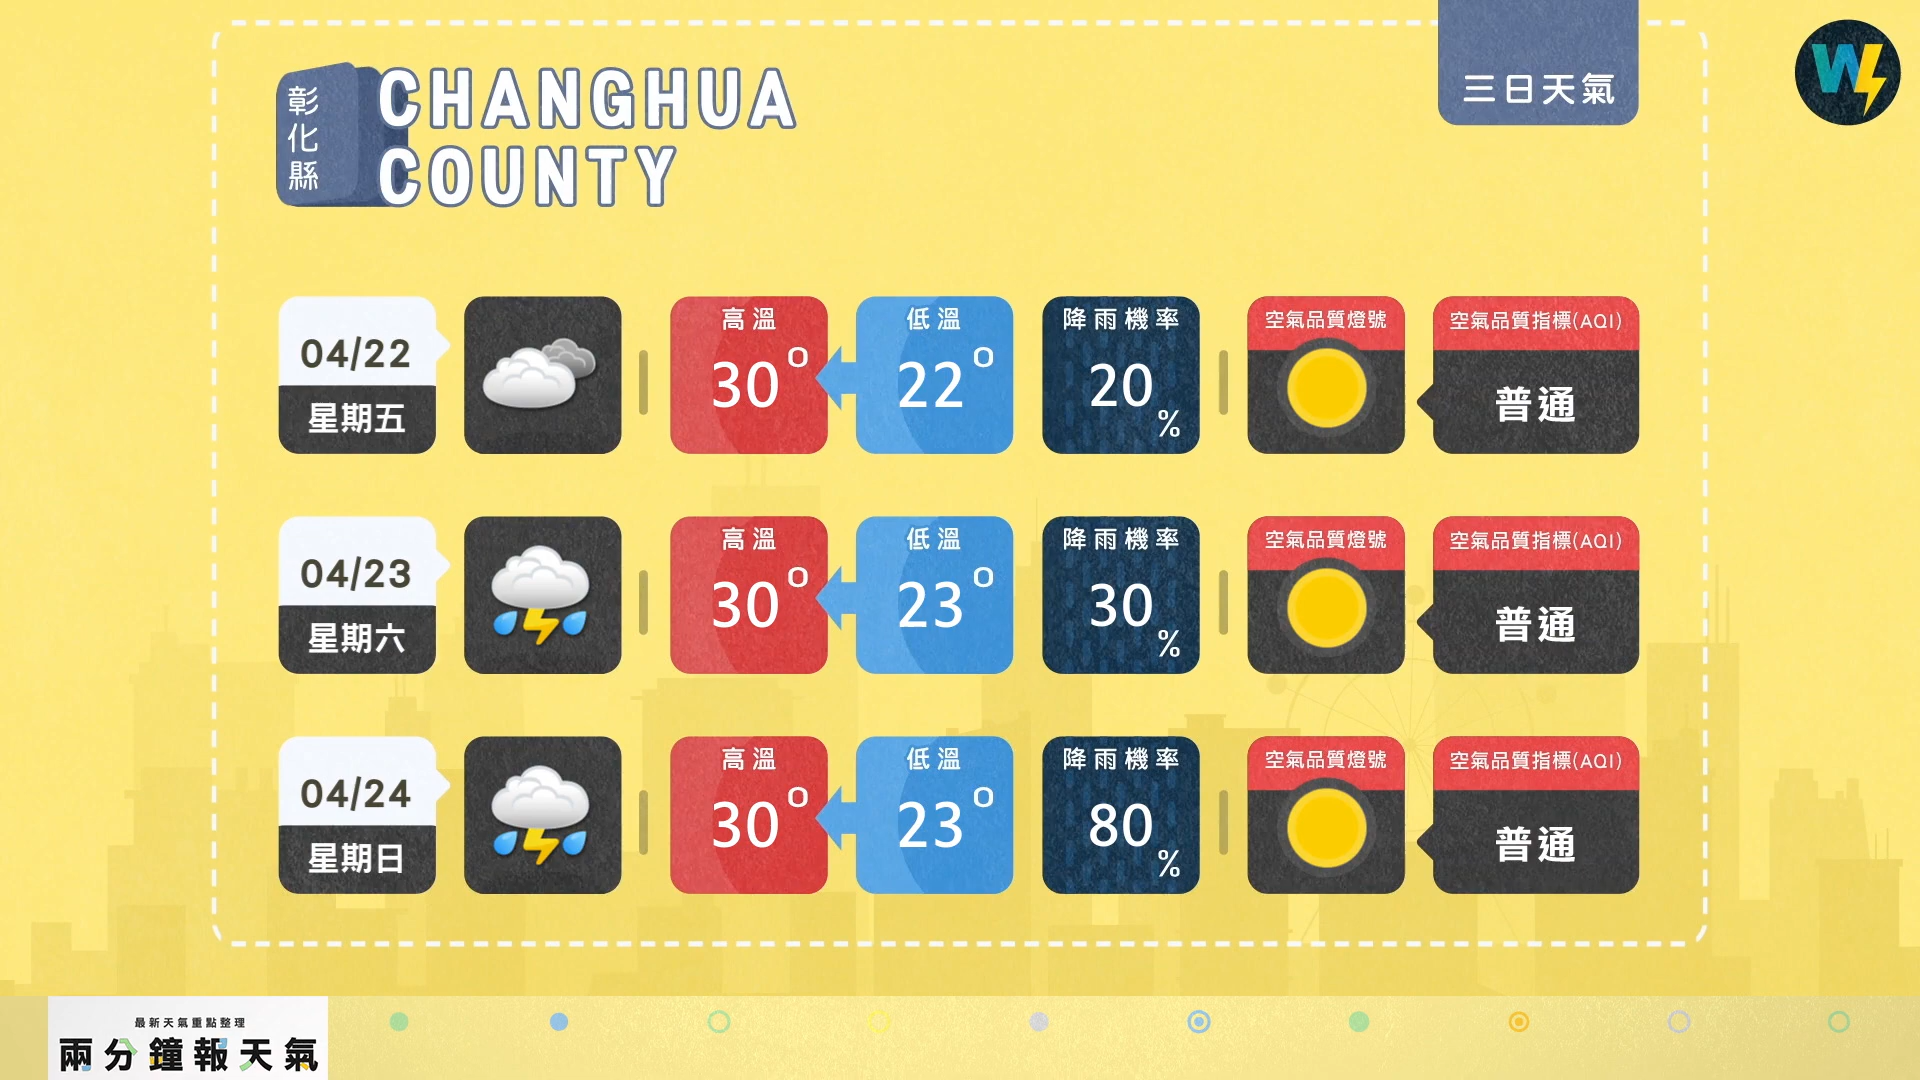 彰化縣
CHANGHUA
COUNTY
三日天氣
W
04/22
星期五
高溫
30°
低溫
22°
降雨機率
20%
空氣品質燈號
空氣品質指標(AQI)
普通
04/23
星期六
高溫
30°
低溫
23°
降雨機率
30%
空氣品質燈號
空氣品質指標(AQI)
普通
04/24
星期日
高溫
30°
低溫
23°
降雨機率
80%
空氣品質燈號
空氣品質指標(AQI)
普通
最新天氣重點整理
兩分鐘報天氣